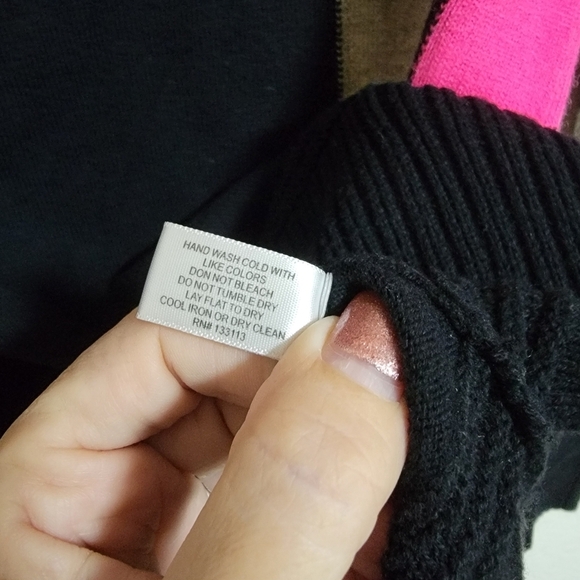 HAND WASH COLD WITH
LIKE COLORS
DON NOT BLEACH
DO NOT TUMBLE DRY
LAY FLAT TO DRY
COOL IRON OR DRY CLEAN
RN# 133113